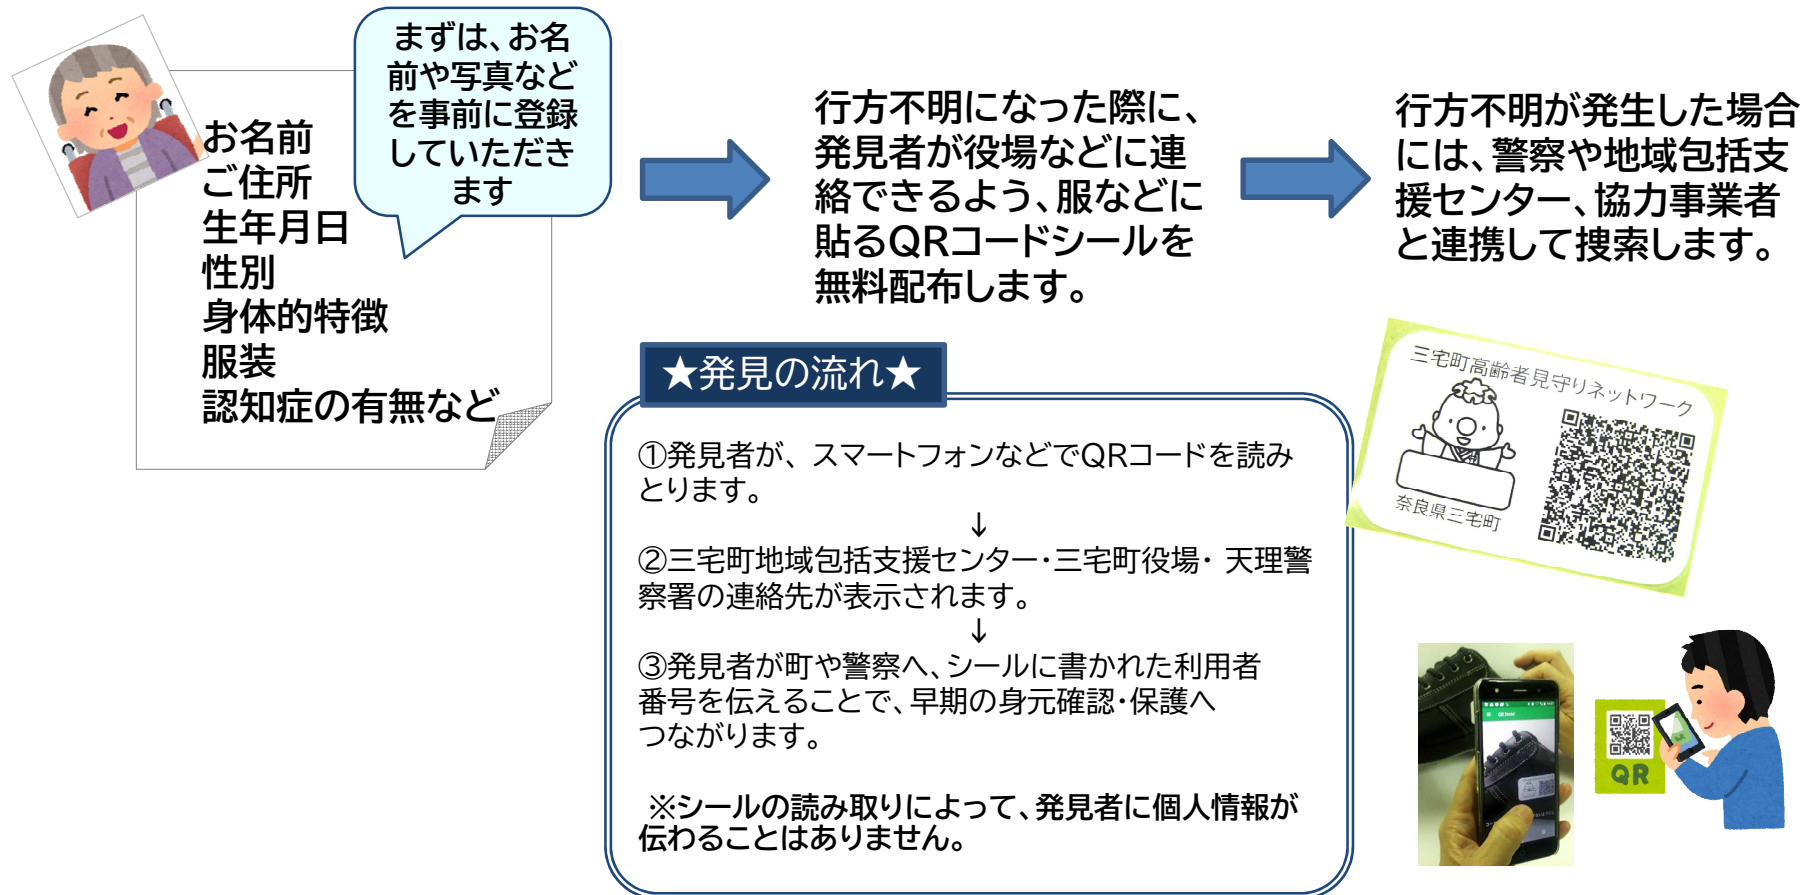 まずは、お名
前や写真など
を事前に登録
していただき
ます
お名前
ご住所
生年月日
性別
身体的特徴
服装
認知症の有無など
行方不明になった際に、
発見者が役場などに連
絡できるよう、服などに
貼るQRコードシールを
無料配布します。
行方不明が発生した場合
には、警察や地域包括支
援センター、協力事業者
と連携して捜索します。
★発見の流れ★
①発見者が、スマートフォンなどでQRコードを読み
とります。
↓
②三宅町地域包括支援センター・三宅町役場・ 天理警
察署の連絡先が表示されます。
↓
③発見者が町や警察へ、シールに書かれた利用者
番号を伝えることで、早期の身元確認・保護へ
つながります。
※シールの読み取りによって、発見者に個人情報が
伝わることはありません。
三宅町高齢者見守りネットワーク
奈良県三宅町
QR